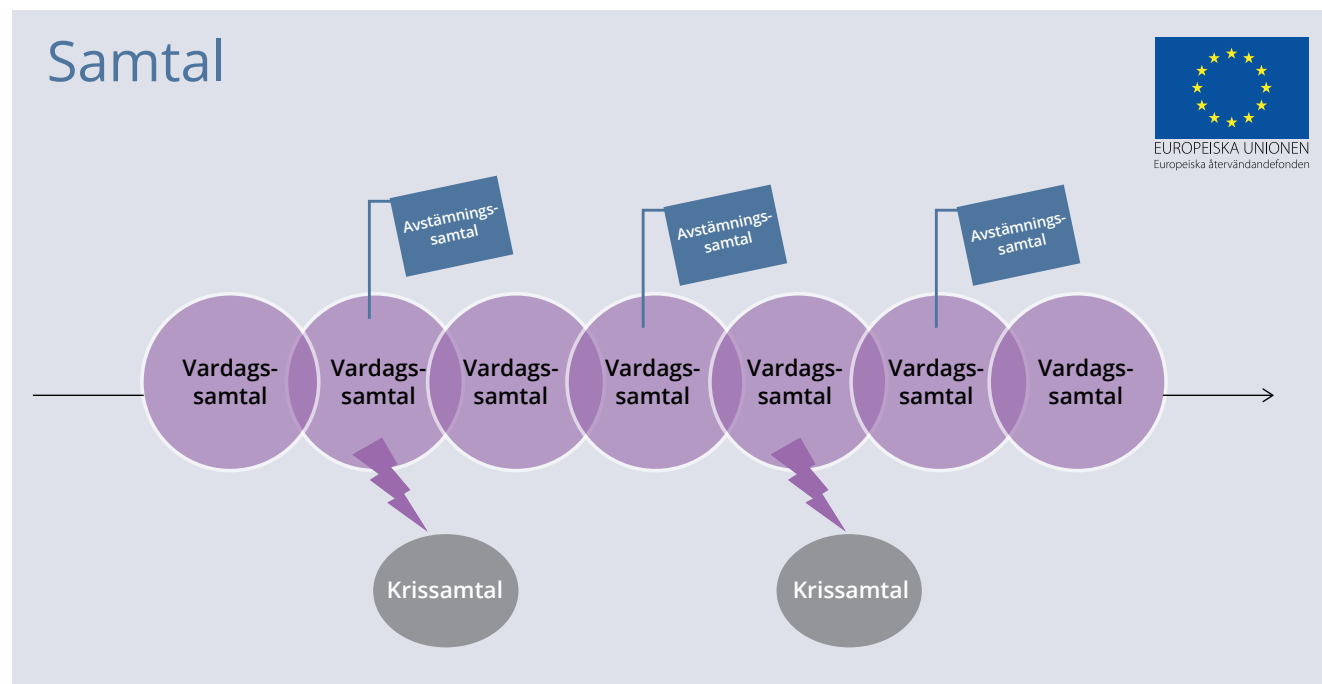 Samtal
EUROPEISKA UNIONEN
Europeiska återvändandefonden
Avstämnings-
samtal
Avstämnings-
samtal
Avstämnings-
samtal
Vardags-
samtal
Vardags-
samtal
Vardags-
samtal
Vardags-
samtal
Vardags-
samtal
Vardags-
samtal
Vardags-
samtal
Krissamtal
Krissamtal